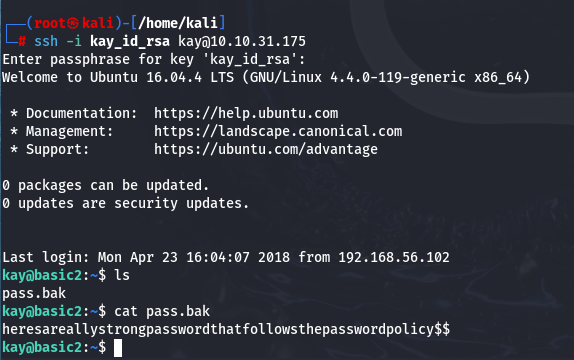 ┌──(root㉿kali)-[/home/kali]
└─# ssh -i kay_id_rsa kay@10.10.31.175
Enter passphrase for key 'kay_id_rsa':
Welcome to Ubuntu 16.04.4 LTS (GNU/Linux 4.4.0-119-generic x86_64)
* Documentation:  https://help.ubuntu.com
* Management:     https://landscape.canonical.com
* Support:        https://ubuntu.com/advantage
0 packages can be updated.
0 updates are security updates.
Last login: Mon Apr 23 16:04:07 2018 from 192.168.56.102
kay@basic2:~$ ls
pass.bak
kay@basic2:~$ cat pass.bak
heresareallystrongpasswordthatfollowsthepasswordpolicy$$
kay@basic2:~$